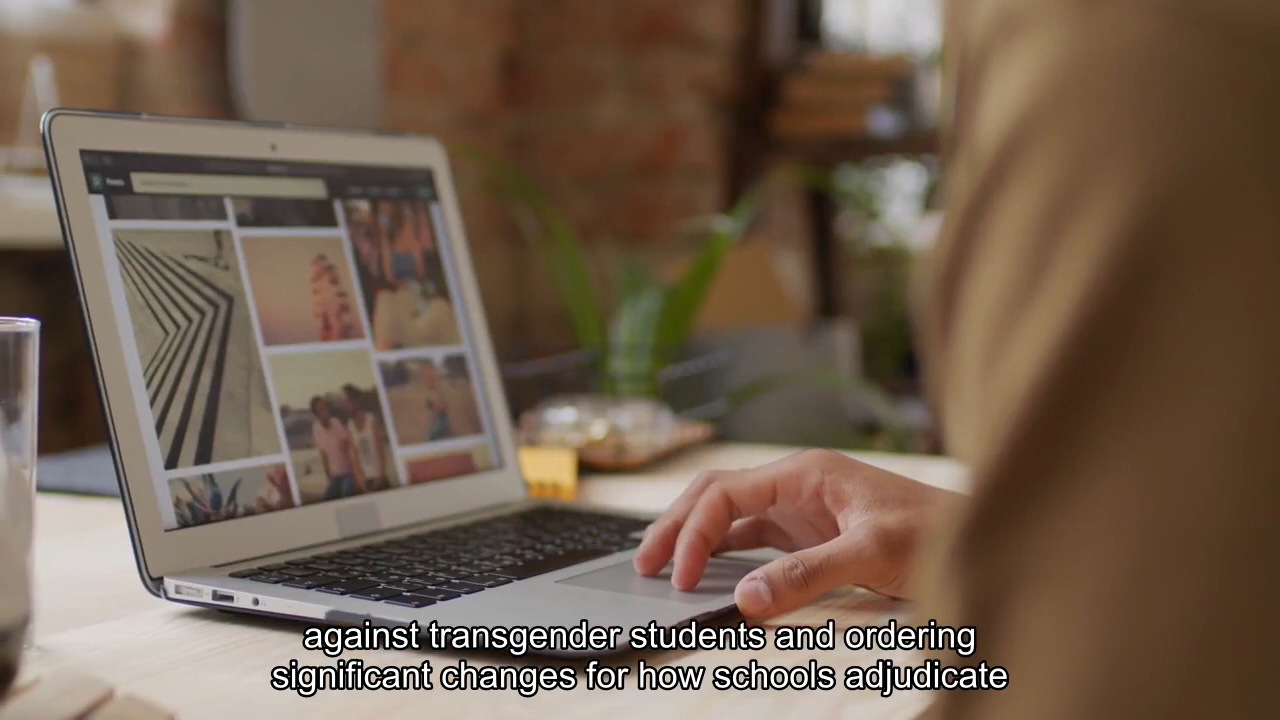 against transgender students and ordering
significant changes for how schools adjudicate